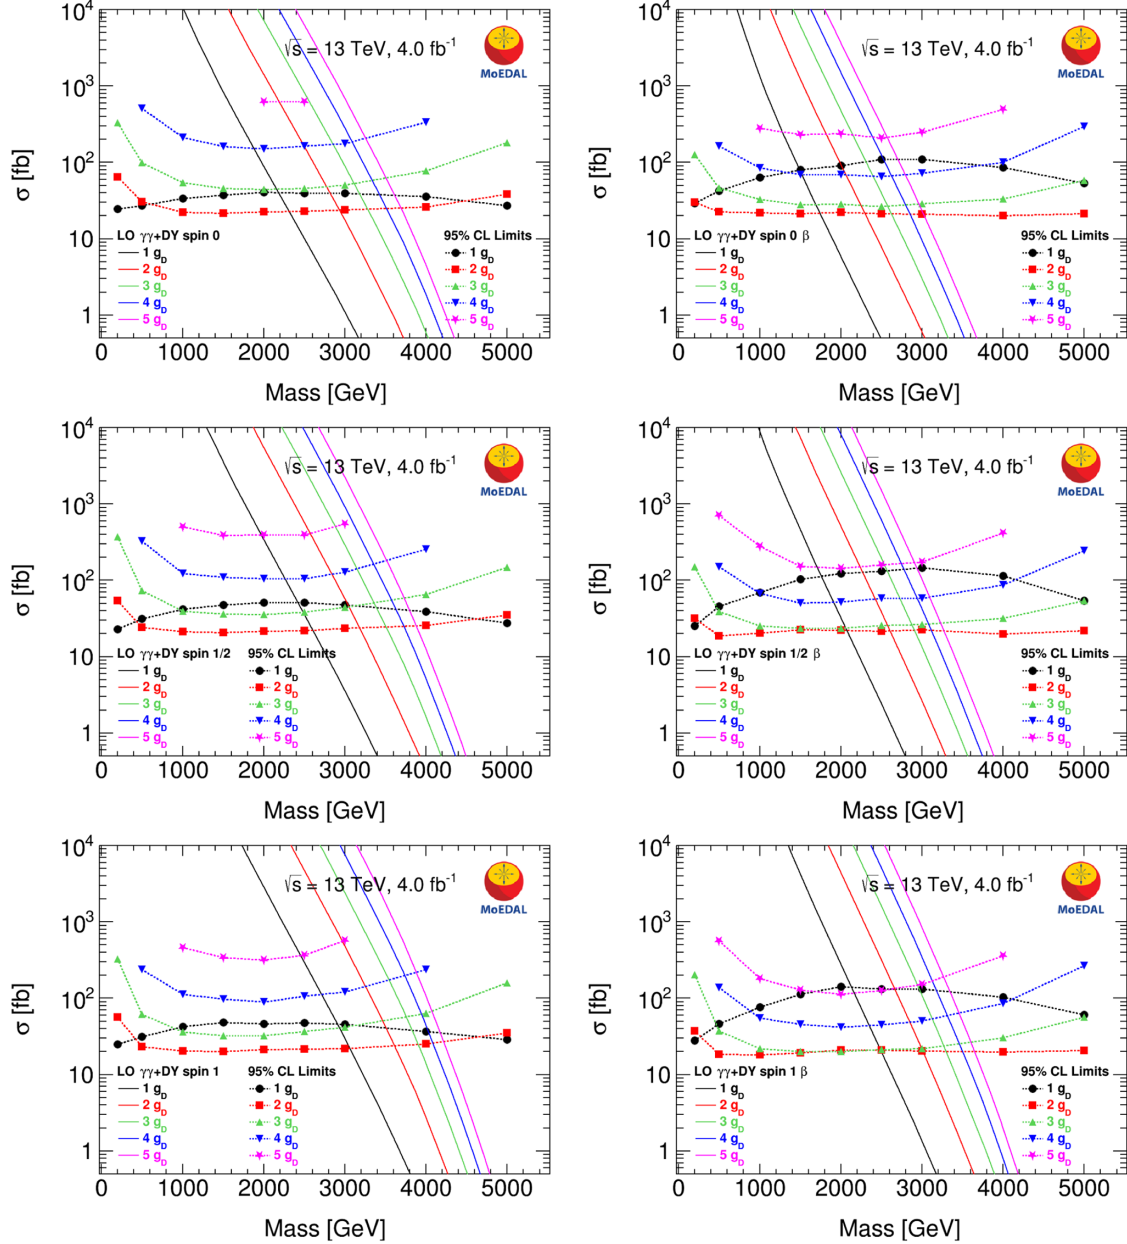 10⁴
10³
10²
10
1
σ [fb]
√s = 13 TeV, 4.0 fb⁻¹
MoEDAL
LO γγ+DY spin 0
1 g_D
2 g_D
3 g_D
4 g_D
5 g_D
95% CL Limits
1 g_D
2 g_D
3 g_D
4 g_D
5 g_D
0 1000 2000 3000 4000 5000
Mass [GeV]
10⁴
10³
10²
10
1
σ [fb]
√s = 13 TeV, 4.0 fb⁻¹
MoEDAL
LO γγ+DY spin 0 β
1 g_D
2 g_D
3 g_D
4 g_D
5 g_D
95% CL Limits
1 g_D
2 g_D
3 g_D
4 g_D
5 g_D
0 1000 2000 3000 4000 5000
Mass [GeV]
10⁴
10³
10²
10
1
σ [fb]
√s = 13 TeV, 4.0 fb⁻¹
MoEDAL
LO γγ+DY spin 1/2
1 g_D
2 g_D
3 g_D
4 g_D
5 g_D
95% CL Limits
1 g_D
2 g_D
3 g_D
4 g_D
5 g_D
0 1000 2000 3000 4000 5000
Mass [GeV]
10⁴
10³
10²
10
1
σ [fb]
√s = 13 TeV, 4.0 fb⁻¹
MoEDAL
LO γγ+DY spin 1/2 β
1 g_D
2 g_D
3 g_D
4 g_D
5 g_D
95% CL Limits
1 g_D
2 g_D
3 g_D
4 g_D
5 g_D
0 1000 2000 3000 4000 5000
Mass [GeV]
10⁴
10³
10²
10
1
σ [fb]
√s = 13 TeV, 4.0 fb⁻¹
MoEDAL
LO γγ+DY spin 1
1 g_D
2 g_D
3 g_D
4 g_D
5 g_D
95% CL Limits
1 g_D
2 g_D
3 g_D
4 g_D
5 g_D
0 1000 2000 3000 4000 5000
Mass [GeV]
10⁴
10³
10²
10
1
σ [fb]
√s = 13 TeV, 4.0 fb⁻¹
MoEDAL
LO γγ+DY spin 1 β
1 g_D
2 g_D
3 g_D
4 g_D
5 g_D
95% CL Limits
1 g_D
2 g_D
3 g_D
4 g_D
5 g_D
0 1000 2000 3000 4000 5000
Mass [GeV]